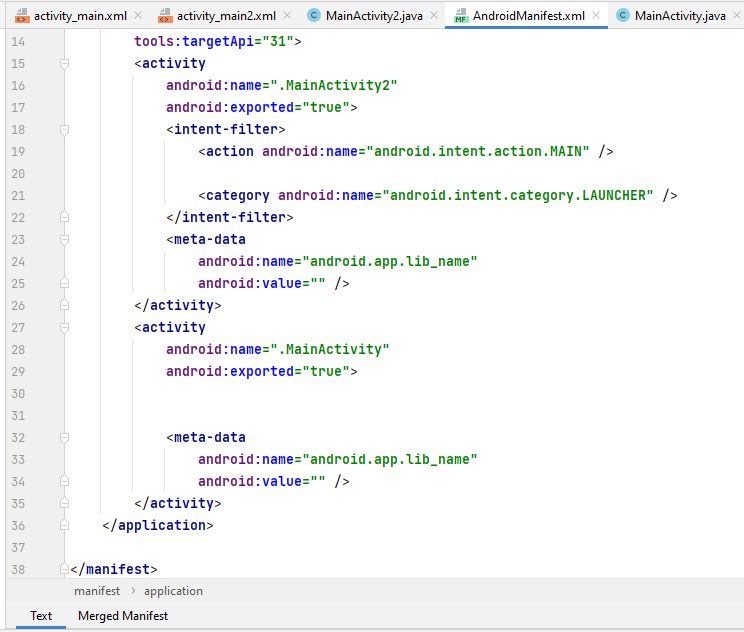 activity_main.xml activity_main2.xml MainActivity2.java AndroidManifest.xml MainActivity.java
14 tools:targetApi="31">
15 <activity
16 android:name=".MainActivity2"
17 android:exported="true">
18 <intent-filter>
19 <action android:name="android.intent.action.MAIN" />
20
21 <category android:name="android.intent.category.LAUNCHER" />
22 </intent-filter>
23 <meta-data
24 android:name="android.app.lib_name"
25 android:value="" />
26 </activity>
27 <activity
28 android:name=".MainActivity"
29 android:exported="true">
30
31
32 <meta-data
33 android:name="android.app.lib_name"
34 android:value="" />
35 </activity>
36 </application>
37
38 </manifest>
manifest › application
Text Merged Manifest